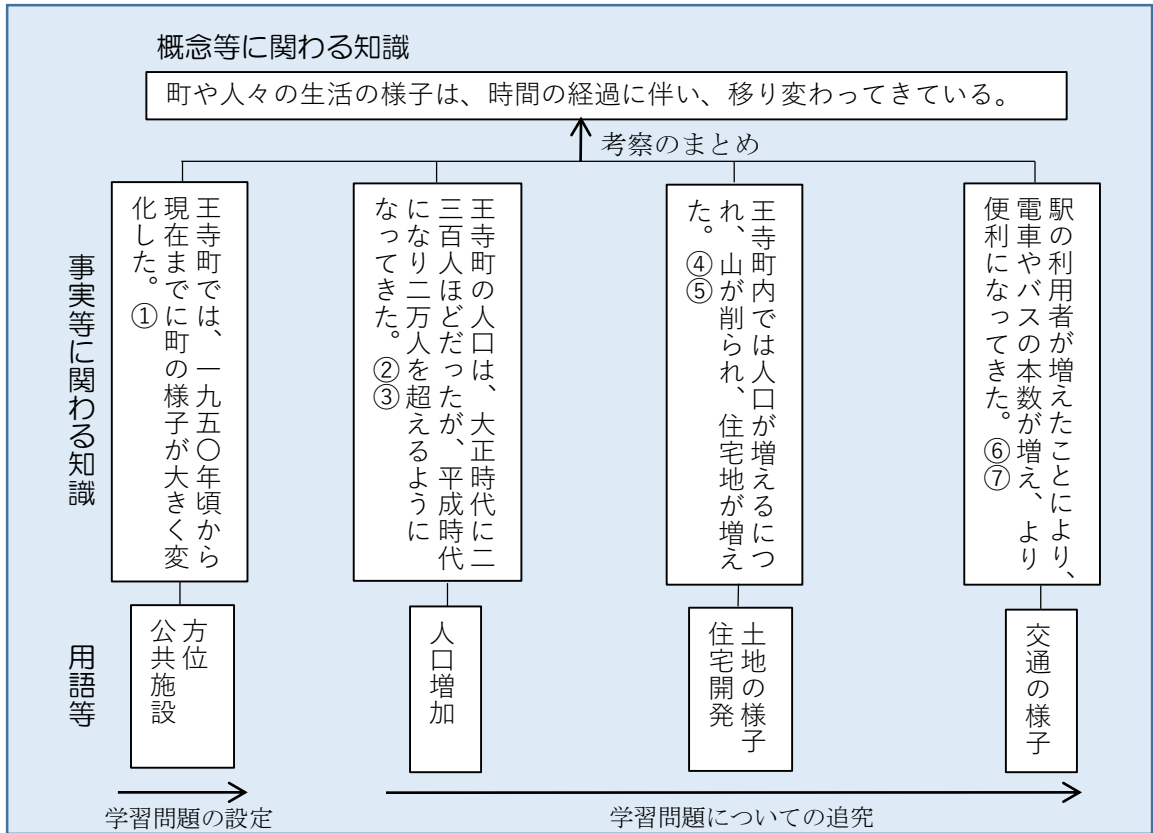 概念等に関わる知識
町や人々の生活の様子は、時間の経過に伴い、移り変わってきている。
考察のまとめ
事実等に関わる知識
王寺町では、一九五〇年頃から
現在までに町の様子が大きく変
化した。①
王寺町の人口は、大正時代に二
三百人ほどだったが、平成時代
になり二万人を超えるように
なってきた。②③
王寺町内では人口が増えるにつ
れ、山が削られ、住宅地が増え
た。④⑤
駅の利用者が増えたことにより、
電車やバスの本数が増え、より
便利になってきた。⑥⑦
用語等
方位
公共施設
人口増加
土地の様子
住宅開発
交通の様子
学習問題の設定
学習問題についての追究